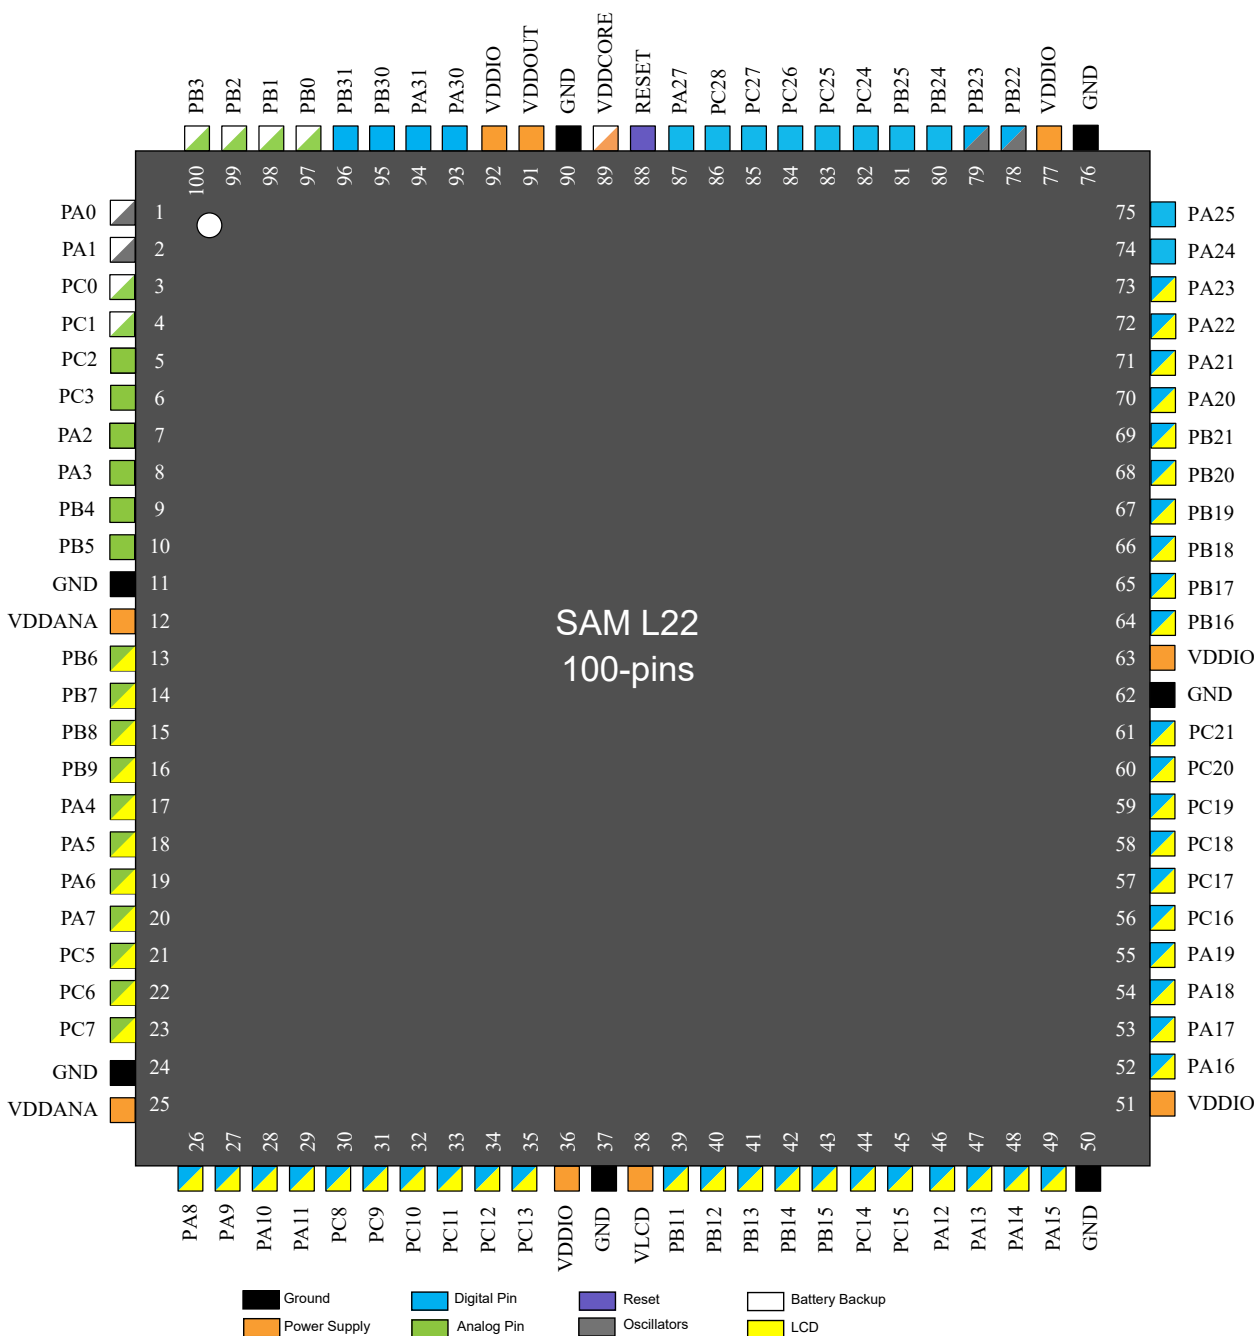 PB3 PB2 PB1 PB0 PB31 PB30 PA31 PA30 VDDIO VDDOUT GND VDDCORE RESET PA27 PC28 PC27 PC26 PC25 PC24 PB25 PB24 PB23 PB22 VDDIO GND
100 99 98 97 96 95 94 93 92 91 90 89 88 87 86 85 84 83 82 81 80 79 78 77 76
PA0 1 75 PA25
PA1 2 74 PA24
PC0 3 73 PA23
PC1 4 72 PA22
PC2 5 71 PA21
PC3 6 70 PA20
PA2 7 69 PB21
PA3 8 68 PB20
PB4 9 67 PB19
PB5 10 66 PB18
GND 11 65 PB17
VDDANA 12 64 PB16
SAM L22
100-pins
PB6 13 63 VDDIO
PB7 14 62 GND
PB8 15 61 PC21
PB9 16 60 PC20
PA4 17 59 PC19
PA5 18 58 PC18
PA6 19 57 PC17
PA7 20 56 PC16
PC5 21 55 PA19
PC6 22 54 PA18
PC7 23 53 PA17
GND 24 52 PA16
VDDANA 25 51 VDDIO
26 27 28 29 30 31 32 33 34 35 36 37 38 39 40 41 42 43 44 45 46 47 48 49 50
PA8 PA9 PA10 PA11 PC8 PC9 PC10 PC11 PC12 PC13 VDDIO GND VLCD PB11 PB12 PB13 PB14 PB15 PC14 PC15 PA12 PA13 PA14 PA15 GND
Ground Digital Pin Reset Battery Backup
Power Supply Analog Pin Oscillators LCD